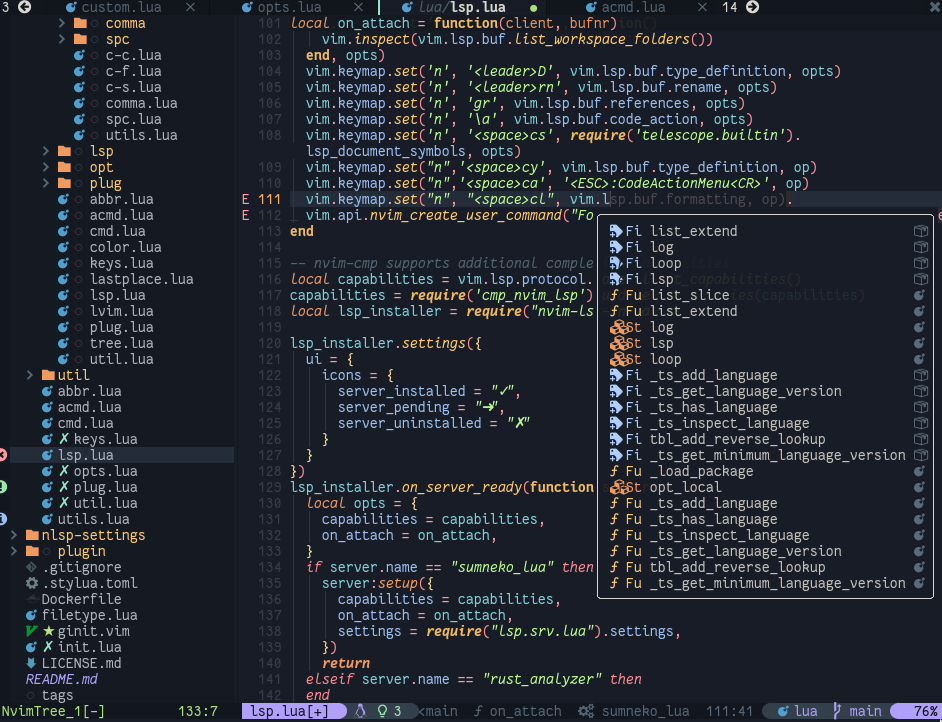 3 custom.lua opts.lua lua/lsp.lua acmd.lua 14
comma
spc
c-c.lua
c-f.lua
c-s.lua
comma.lua
spc.lua
utils.lua
lsp
opt
plug
abbr.lua
acmd.lua
cmd.lua
color.lua
keys.lua
lastplace.lua
lsp.lua
lvim.lua
plug.lua
tree.lua
util.lua
util
abbr.lua
acmd.lua
cmd.lua
✗ keys.lua
lsp.lua
✗ opts.lua
✗ plug.lua
✗ util.lua
utils.lua
nlsp-settings
plugin
.gitignore
.stylua.toml
Dockerfile
filetype.lua
★ ginit.vim
✗ init.lua
LICENSE.md
README.md
tags
101 local on_attach = function(client, bufnr)
102 vim.inspect(vim.lsp.buf.list_workspace_folders())
103 end, opts)
104 vim.keymap.set('n', '<leader>D', vim.lsp.buf.type_definition, opts)
105 vim.keymap.set('n', '<leader>rn', vim.lsp.buf.rename, opts)
106 vim.keymap.set('n', 'gr', vim.lsp.buf.references, opts)
107 vim.keymap.set('n', '\a', vim.lsp.buf.code_action, opts)
108 vim.keymap.set('n', '<space>cs', require('telescope.builtin').
lsp_document_symbols, opts)
109 vim.keymap.set("n",'<space>cy', vim.lsp.buf.type_definition, op)
110 vim.keymap.set("n",'<space>ca', '<ESC>:CodeActionMenu<CR>', op)
E 111 vim.keymap.set("n", "<space>cl", vim.lsp.buf.formatting, op).
E 112 vim.api.nvim_create_user_command("Fo
113 end
114
115 -- nvim-cmp supports additional comple
116 local capabilities = vim.lsp.protocol.
117 capabilities = require('cmp_nvim_lsp')
118 local lsp_installer = require("nvim-ls
119
120 lsp_installer.settings({
121 ui = {
122 icons = {
123 server_installed = "✓",
124 server_pending = "➜",
125 server_uninstalled = "✗"
126 }
127 }
128 })
129 lsp_installer.on_server_ready(function
130 local opts = {
131 capabilities = capabilities,
132 on_attach = on_attach,
133 }
134 if server.name == "sumneko_lua" then
135 server:setup({
136 capabilities = capabilities,
137 on_attach = on_attach,
138 settings = require("lsp.srv.lua").settings,
139 })
140 return
141 elseif server.name == "rust_analyzer" then
142 end
Fi list_extend
Fi log
Fi loop
Fi lsp
Fu list_slice
Fu list_extend
St log
St lsp
St loop
Fi _ts_add_language
Fi _ts_get_language_version
Fi _ts_has_language
Fi _ts_inspect_language
Fi tbl_add_reverse_lookup
Fi _ts_get_minimum_language_version
Fu _load_package
St opt_local
Fu _ts_add_language
Fu _ts_has_language
Fu _ts_inspect_language
Fu _ts_get_language_version
Fu tbl_add_reverse_lookup
Fu _ts_get_minimum_language_version
NvimTree_1[-] 133:7 lsp.lua[+] 3 <main on_attach sumneko_lua 111:41 lua main 76%